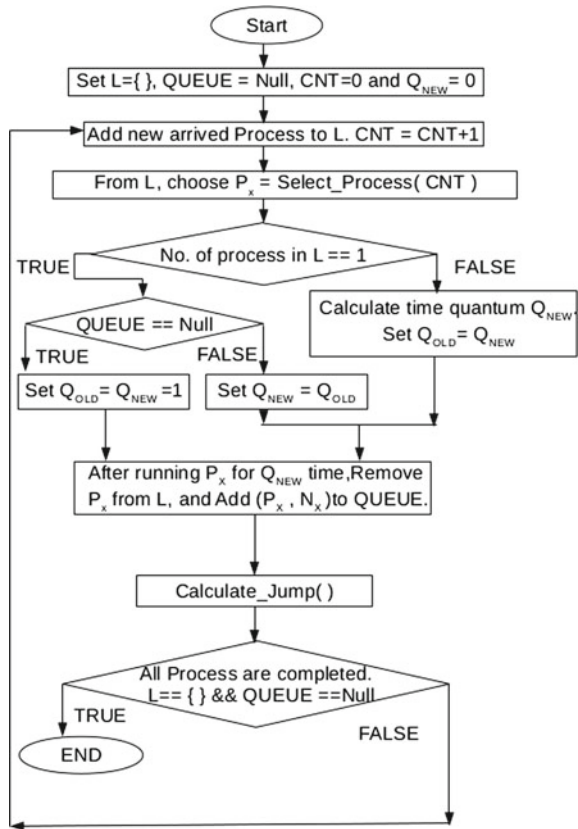 Start
Set L={ }, QUEUE = Null, CNT=0 and Q_NEW = 0
Add new arrived Process to L. CNT = CNT+1
From L, choose P_x = Select_Process( CNT )
No. of process in L == 1
TRUE
FALSE
Calculate time quantum Q_NEW.
Set Q_OLD = Q_NEW
QUEUE == Null
TRUE
FALSE
Set Q_OLD = Q_NEW =1
Set Q_NEW = Q_OLD
After running P_x for Q_NEW time,Remove
P_x from L, and Add (P_x , N_x)to QUEUE.
Calculate_Jump( )
All Process are completed.
L== { } && QUEUE ==Null
TRUE
FALSE
END